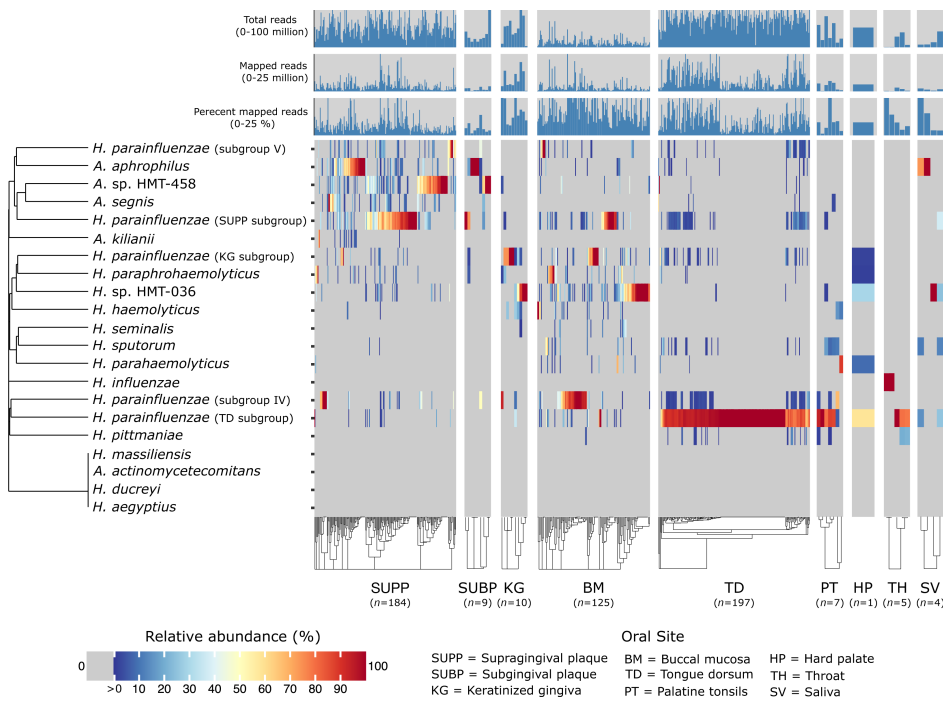 Total reads
(0-100 million)
Mapped reads
(0-25 million)
Perecent mapped reads
(0-25 %)
H. parainfluenzae (subgroup V)
A. aphrophilus
A. sp. HMT-458
A. segnis
H. parainfluenzae (SUPP subgroup)
A. kilianii
H. parainfluenzae (KG subgroup)
H. paraphrohaemolyticus
H. sp. HMT-036
H. haemolyticus
H. seminalis
H. sputorum
H. parahaemolyticus
H. influenzae
H. parainfluenzae (subgroup IV)
H. parainfluenzae (TD subgroup)
H. pittmaniae
H. massiliensis
A. actinomycetecomitans
H. ducreyi
H. aegyptius
SUPP SUBP KG BM TD PT HP TH SV
(n=184) (n=9) (n=10) (n=125) (n=197) (n=7) (n=1) (n=5) (n=4)
Relative abundance (%)
0 100
>0 10 20 30 40 50 60 70 80 90
Oral Site
SUPP = Supragingival plaque BM = Buccal mucosa HP = Hard palate
SUBP = Subgingival plaque TD = Tongue dorsum TH = Throat
KG = Keratinized gingiva PT = Palatine tonsils SV = Saliva